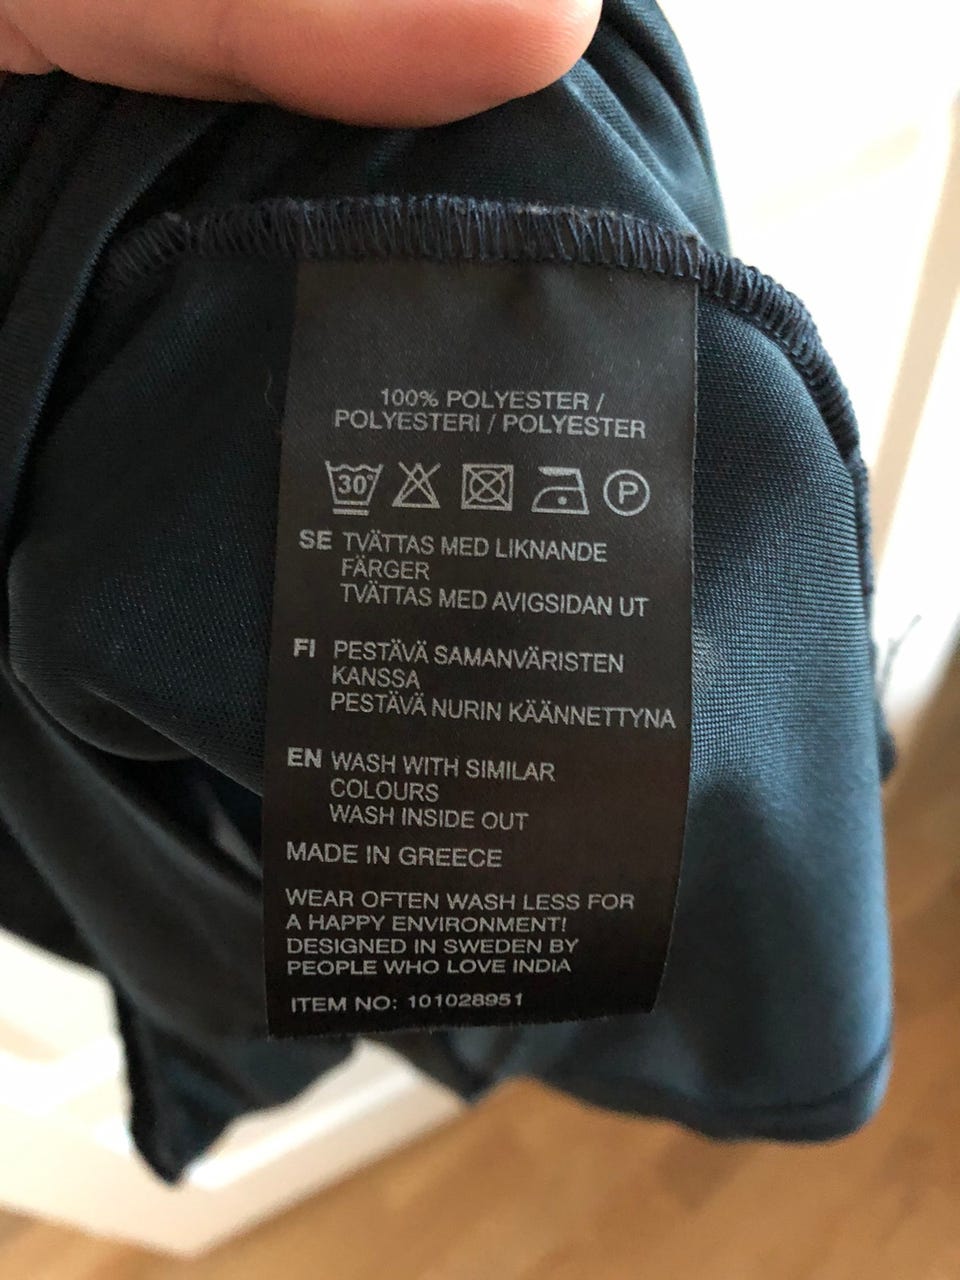 100% POLYESTER /
POLYESTERI / POLYESTER
30° P
SE TVÄTTAS MED LIKNANDE
FÄRGER
TVÄTTAS MED AVIGSIDAN UT
FI PESTÄVÄ SAMANVÄRISTEN
KANSSA
PESTÄVÄ NURIN KÄÄNNETTYNA
EN WASH WITH SIMILAR
COLOURS
WASH INSIDE OUT
MADE IN GREECE
WEAR OFTEN WASH LESS FOR
A HAPPY ENVIRONMENT!
DESIGNED IN SWEDEN BY
PEOPLE WHO LOVE INDIA
ITEM NO: 101028951